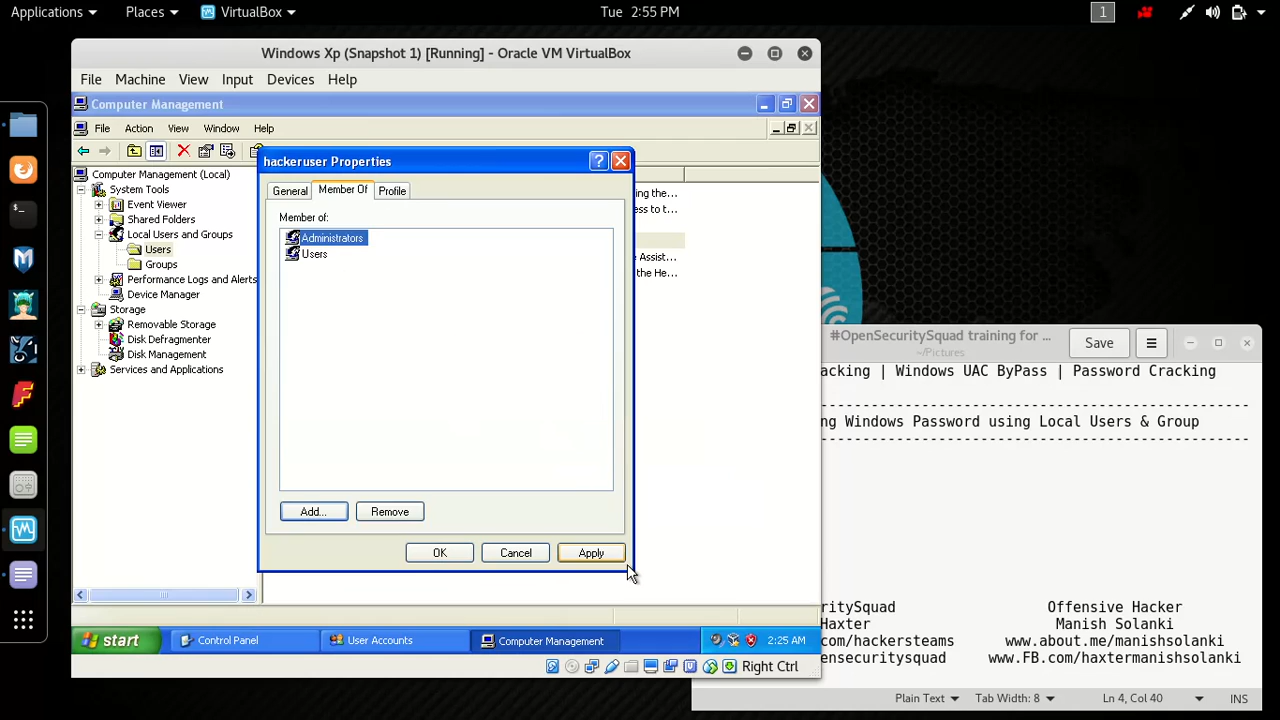 Applications
Places
VirtualBox
Tue 2:55 PM
1
Windows Xp (Snapshot 1) [Running] - Oracle VM VirtualBox
File Machine View Input Devices Help
Computer Management
File Action View Window Help
hackeruser Properties
Computer Management (Local)
System Tools
Event Viewer
Shared Folders
Local Users and Groups
Users
Groups
Performance Logs and Alerts
Device Manager
Storage
Removable Storage
Disk Defragmenter
Disk Management
Services and Applications
General
Member Of
Profile
Member of:
Administrators
Users
Add...
Remove
OK
Cancel
Apply
ing the...
ess to t...
e Assist...
the He...
start
Control Panel
User Accounts
Computer Management
2:25 AM
Right Ctrl
#OpenSecuritySquad training for ...
~/Pictures
Save
acking | Windows UAC ByPass | Password Cracking
---------------------------------------------------
ng Windows Password using Local Users & Group
---------------------------------------------------
ritySquad Offensive Hacker
Haxter Manish Solanki
com/hackersteams www.about.me/manishsolanki
ensecuritysquad www.FB.com/haxtermanishsolanki
Plain Text
Tab Width: 8
Ln 4, Col 40
INS